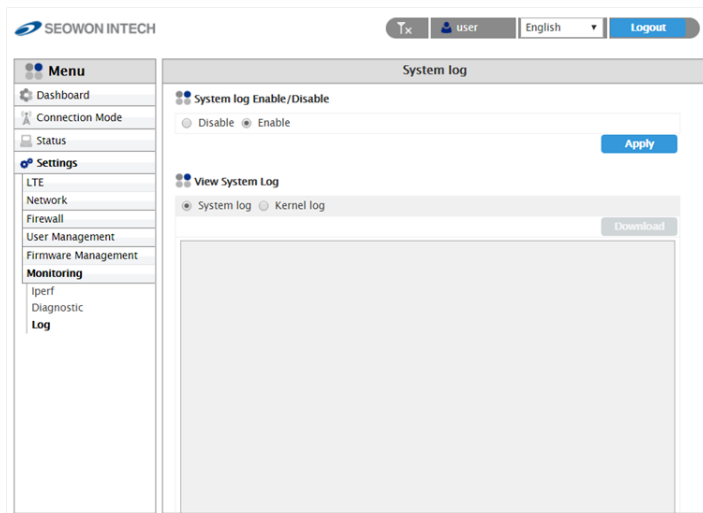 SEOWON INTECH
Tx
user
English
Logout
Menu
Dashboard
Connection Mode
Status
Settings
LTE
Network
Firewall
User Management
Firmware Management
Monitoring
Iperf
Diagnostic
Log
System log
System log Enable/Disable
Disable Enable
Apply
View System Log
System log Kernel log
Download